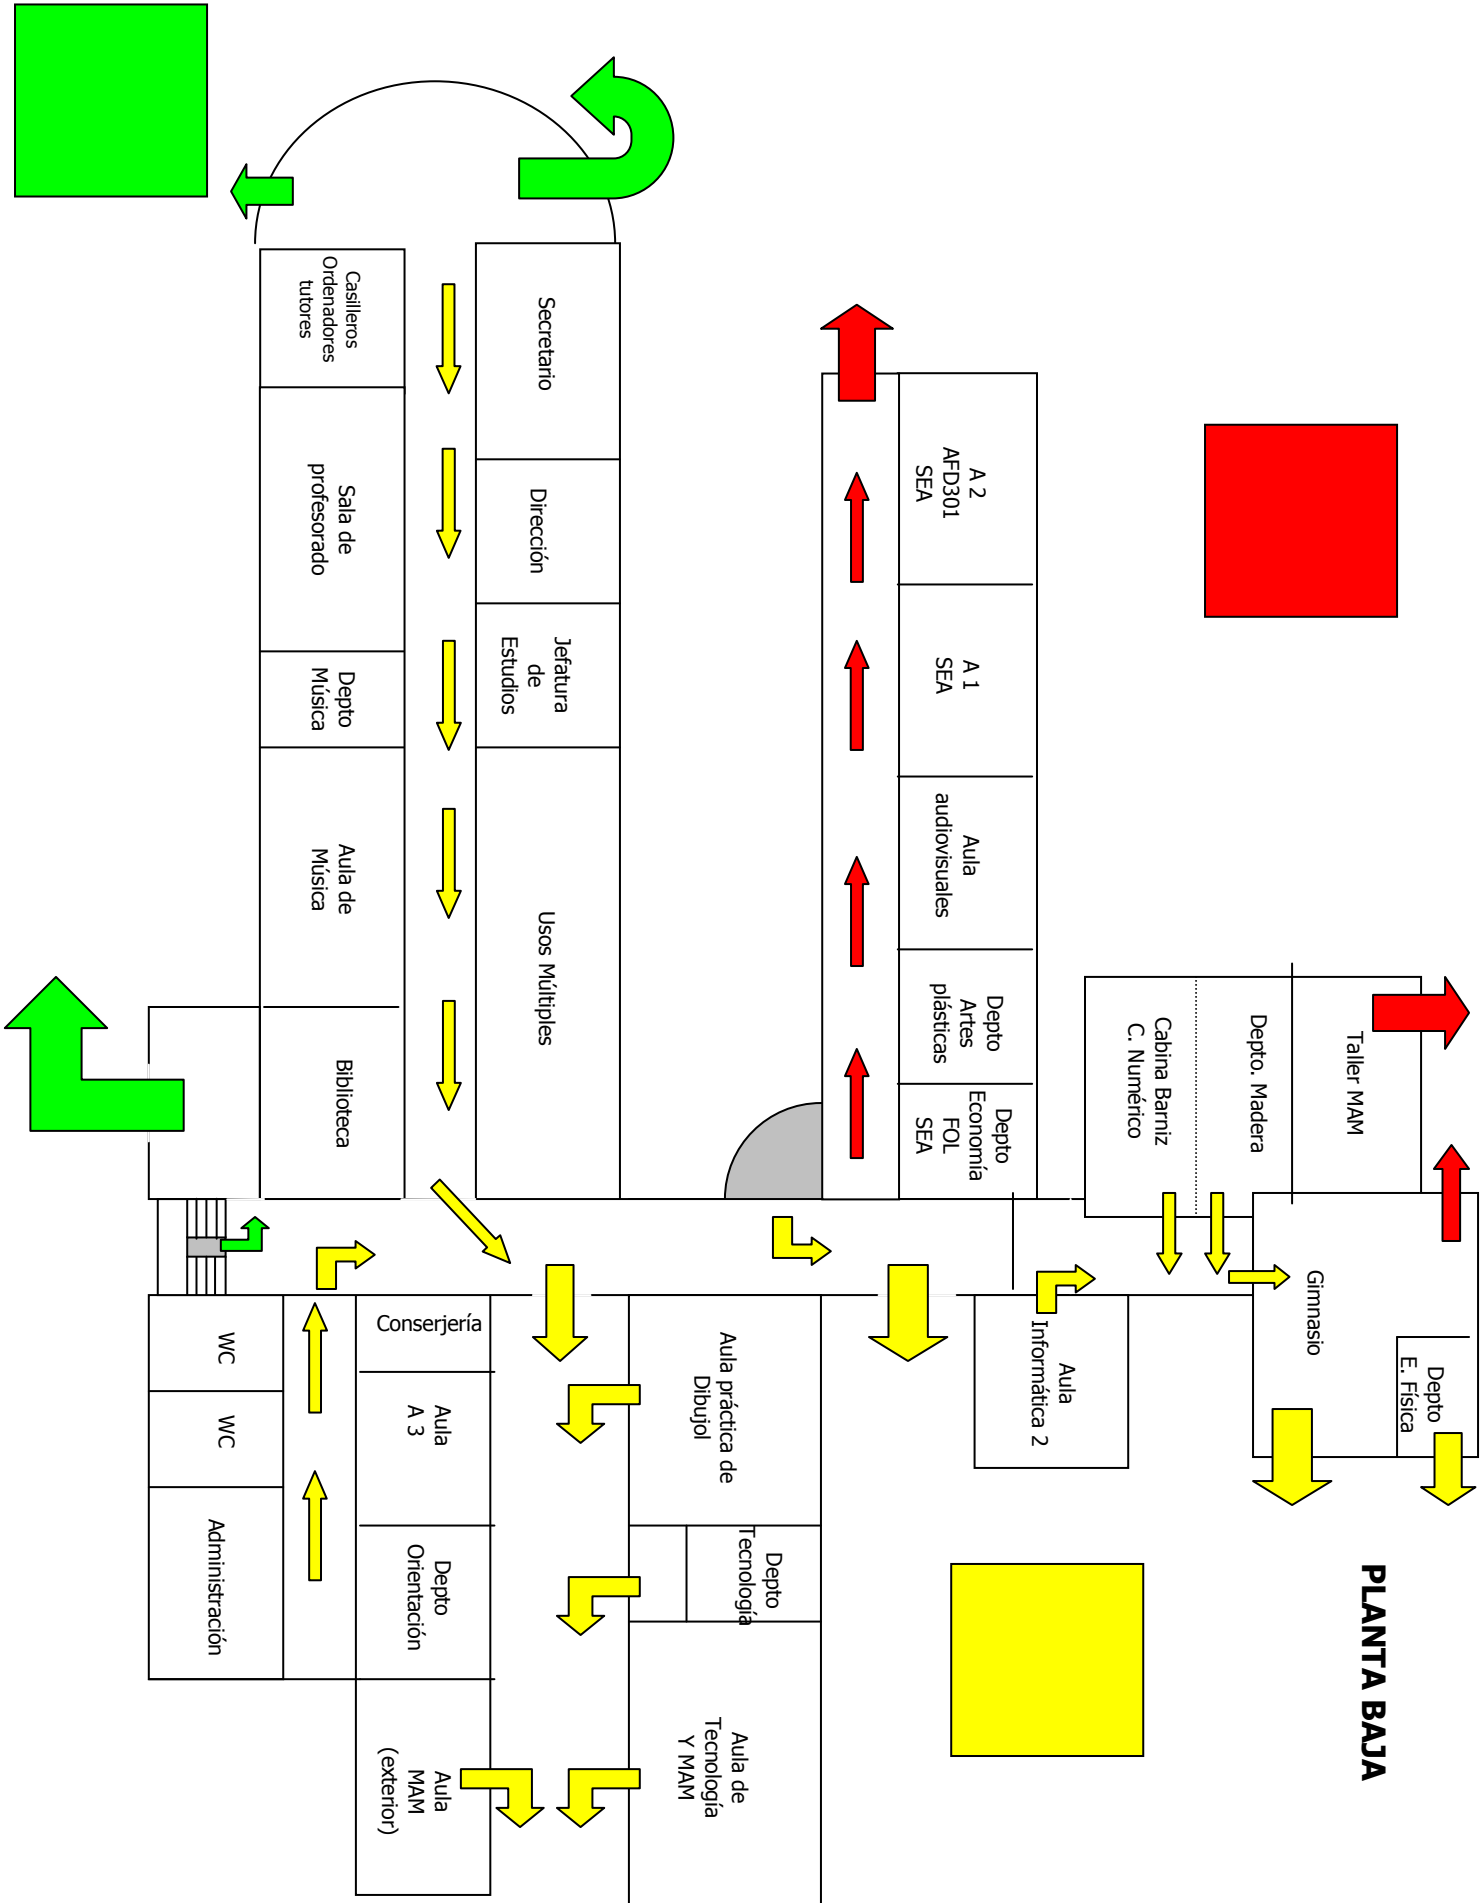 PLANTA BAJA
Taller MAM
Depto. Madera
Cabina Barniz
C. Numérico
Gimnasio
Depto
E. Física
A 2
AFD301
SEA
A 1
SEA
Aula
audiovisuales
Depto
Artes
plásticas
Depto
Economía
FOL
SEA
Aula
Informática 2
Secretario
Dirección
Jefatura
de
Estudios
Usos Múltiples
Aula práctica de
Dibujol
Depto
Tecnología
Aula de
Tecnología
Y MAM
Casilleros
Ordenadores
tutores
Sala de
profesorado
Depto
Música
Aula de
Música
Biblioteca
Conserjería
Aula
A 3
Depto
Orientación
Aula
MAM
(exterior)
WC
WC
Administración